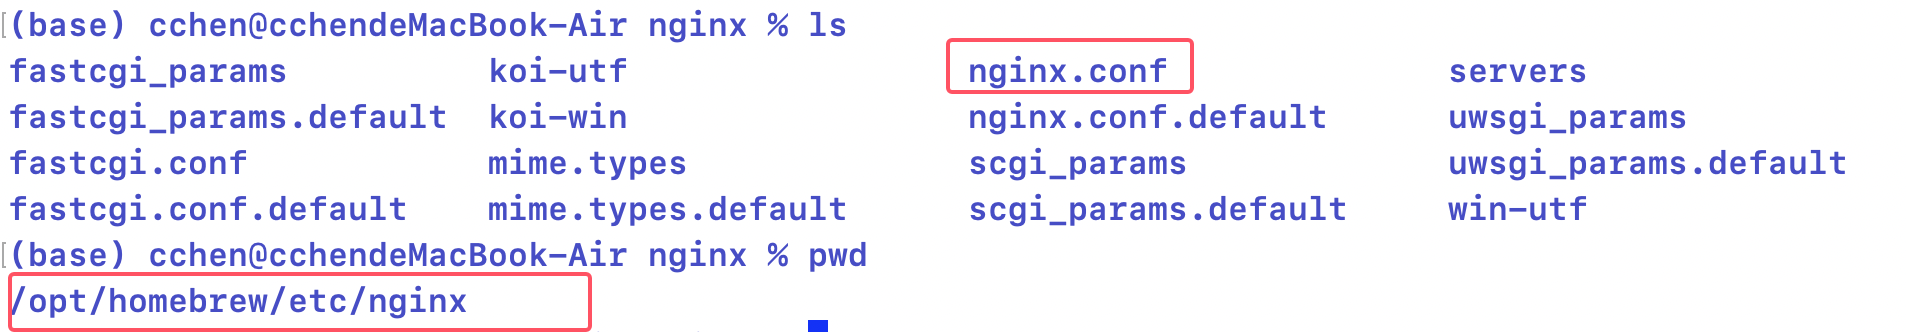 (base) cchen@cchendeMacBook-Air nginx % ls
fastcgi_params koi-utf nginx.conf servers
fastcgi_params.default koi-win nginx.conf.default uwsgi_params
fastcgi.conf mime.types scgi_params uwsgi_params.default
fastcgi.conf.default mime.types.default scgi_params.default win-utf
(base) cchen@cchendeMacBook-Air nginx % pwd
/opt/homebrew/etc/nginx